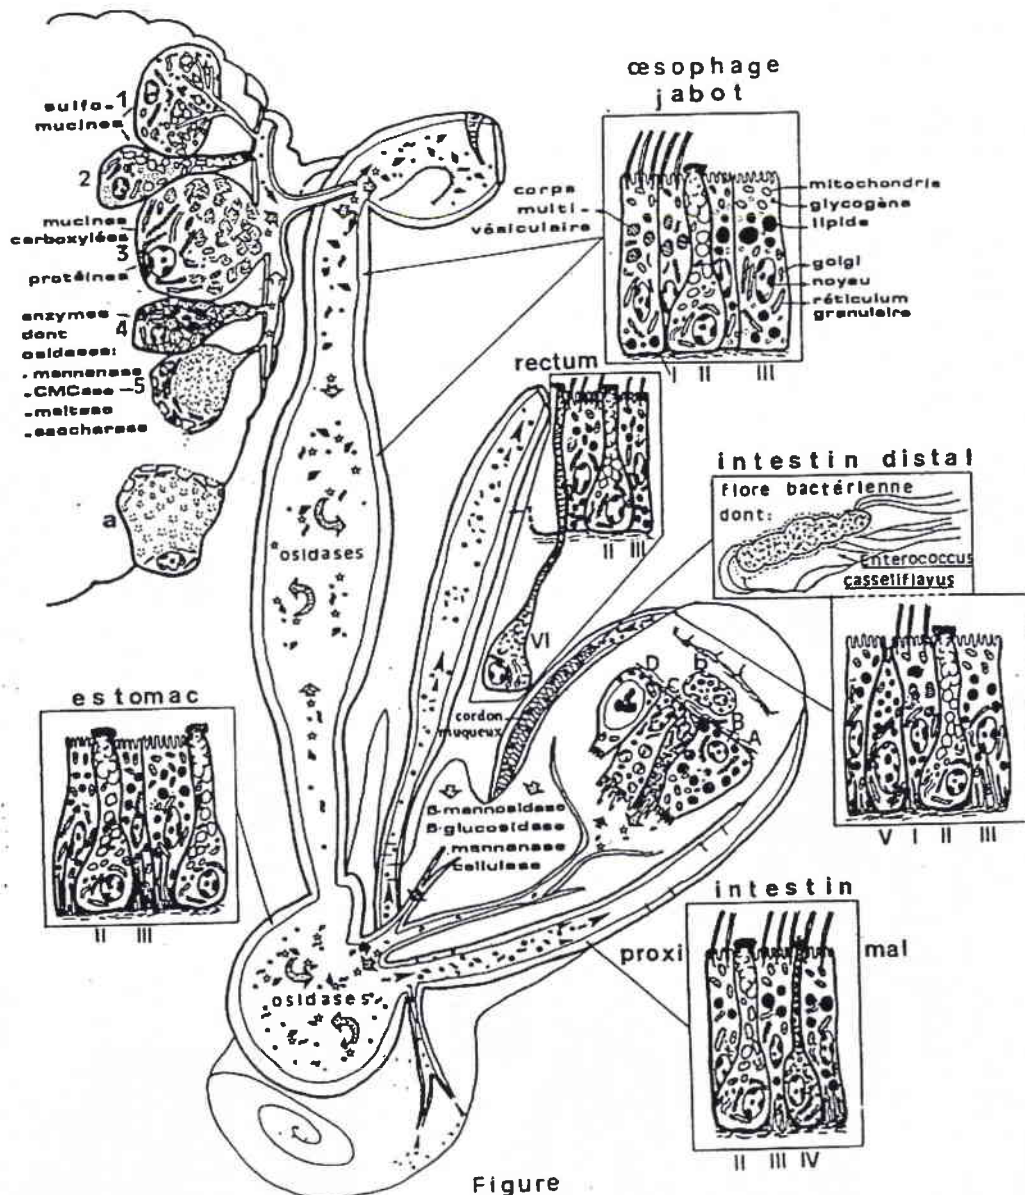 œsophage
jabot
1
sulfo-
mucines
2
mucines
carboxylées
3
protéines
enzymes
4
dont
osidases:
.mannanase
.CMCase
5
.maltase
.saccharase
a
corps
multi-
vésiculaire
mitochondrie
glycogène
lipide
golgi
noyau
réticulum
granulaire
I II III
rectum
II III
VI
osidases
intestin distal
flore bactérienne
dont:
Enterococcus
casseliflavus
V I II III
estomac
II III
cordon
muqueux
D
C
b
B
A
β-mannosidase
β-glucosidase
mannanase
cellulase
osidases
intestin
proxi mal
II III IV
Figure